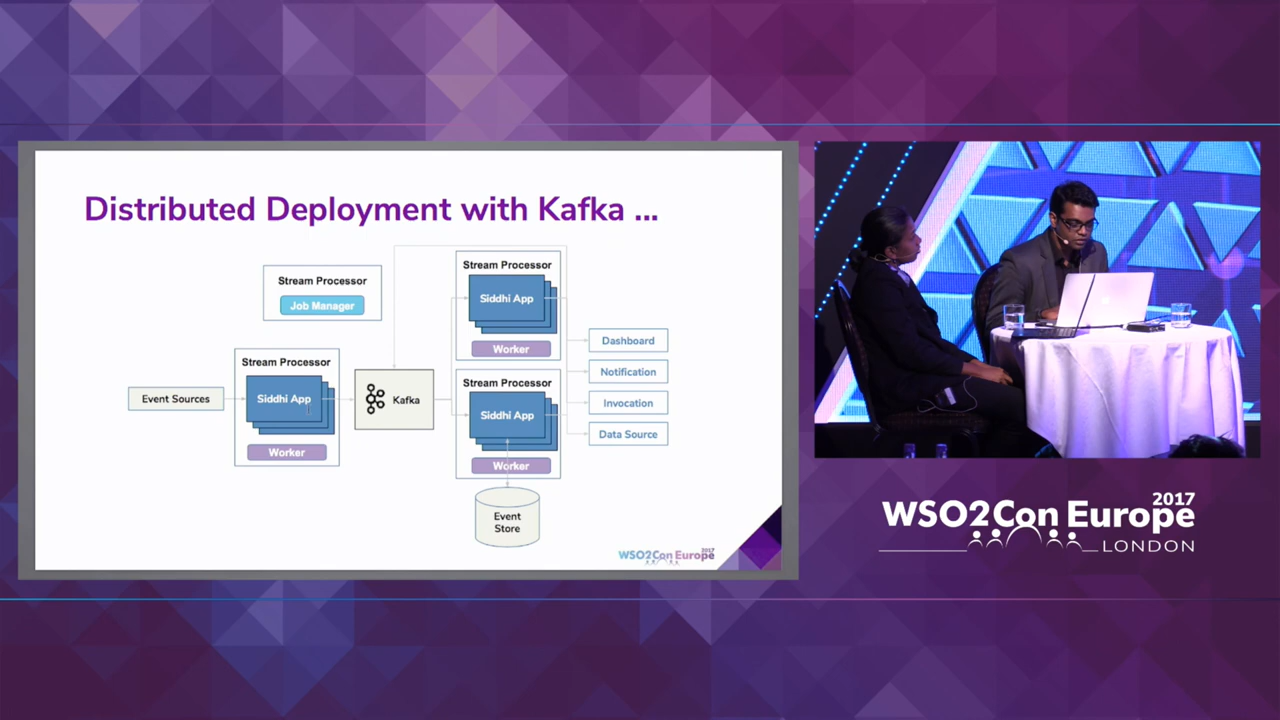 Distributed Deployment with Kafka ...
Stream Processor
Job Manager
Stream Processor
Siddhi App
Worker
Event Sources
Kafka
Stream Processor
Siddhi App
Worker
Stream Processor
Siddhi App
Worker
Event
Store
Dashboard
Notification
Invocation
Data Source
WSO2Con Europe 2017
WSO2Con Europe 2017
LONDON